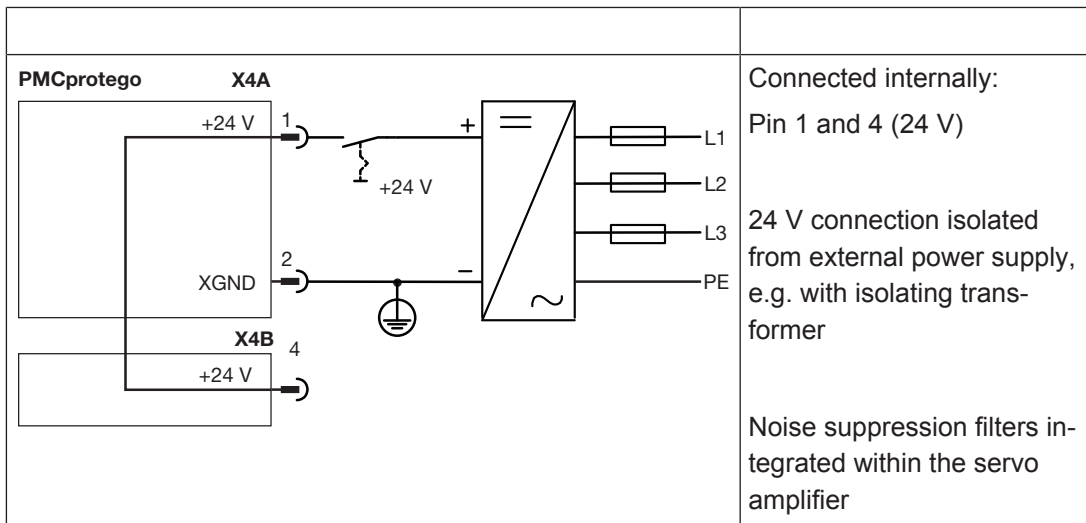 PMCprotego X4A
+24 V 1
+
+24 V
L1
L2
L3
2
XGND
–
PE
X4B
4
+24 V
Connected internally:
Pin 1 and 4 (24 V)
24 V connection isolated
from external power supply,
e.g. with isolating trans-
former
Noise suppression filters in-
tegrated within the servo
amplifier